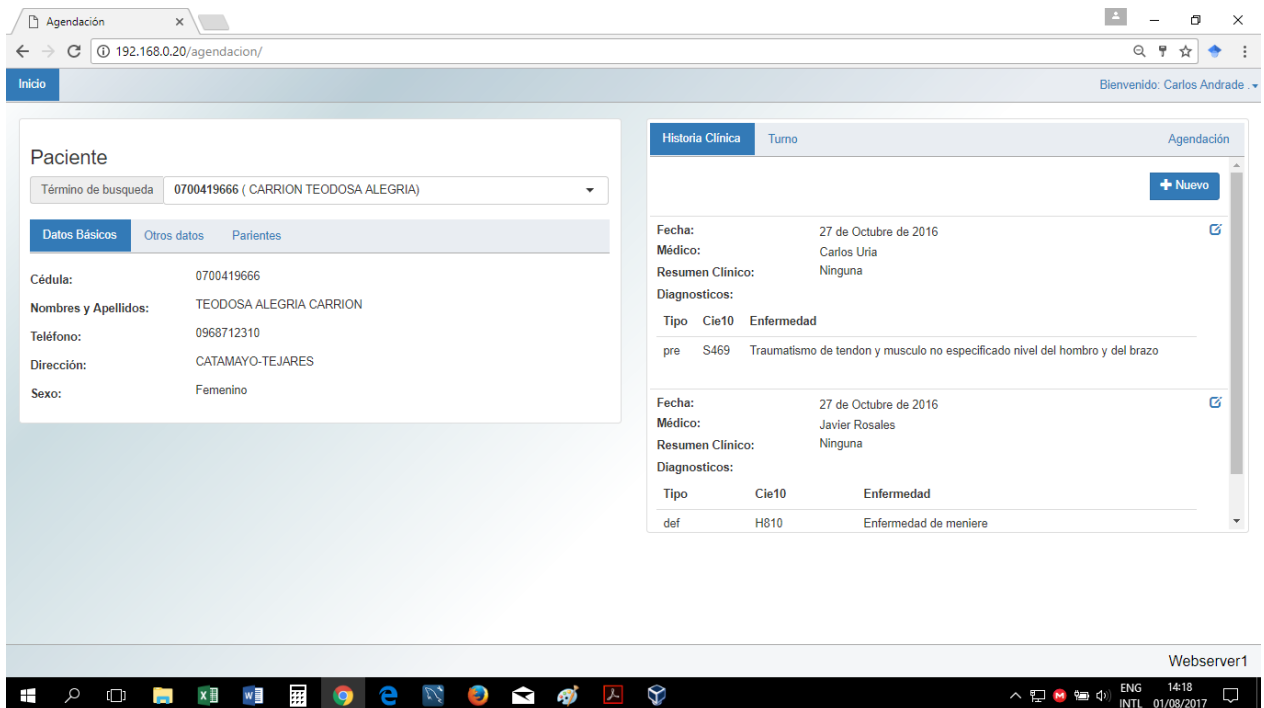 Agendación
192.168.0.20/agendacion/
Inicio
Bienvenido: Carlos Andrade .
Paciente
Término de busqueda 0700419666 ( CARRION TEODOSA ALEGRIA)
Datos Básicos Otros datos Parientes
Cédula: 0700419666
Nombres y Apellidos: TEODOSA ALEGRIA CARRION
Teléfono: 0968712310
Dirección: CATAMAYO-TEJARES
Sexo: Femenino
Historia Clínica Turno Agendación
Nuevo
Fecha: 27 de Octubre de 2016
Médico: Carlos Uria
Resumen Clínico: Ninguna
Diagnosticos:
Tipo Cie10 Enfermedad
pre S469 Traumatismo de tendon y musculo no especificado nivel del hombro y del brazo
Fecha: 27 de Octubre de 2016
Médico: Javier Rosales
Resumen Clínico: Ninguna
Diagnosticos:
Tipo Cie10 Enfermedad
def H810 Enfermedad de meniere
Webserver1
ENG 14:18
INTL 01/08/2017